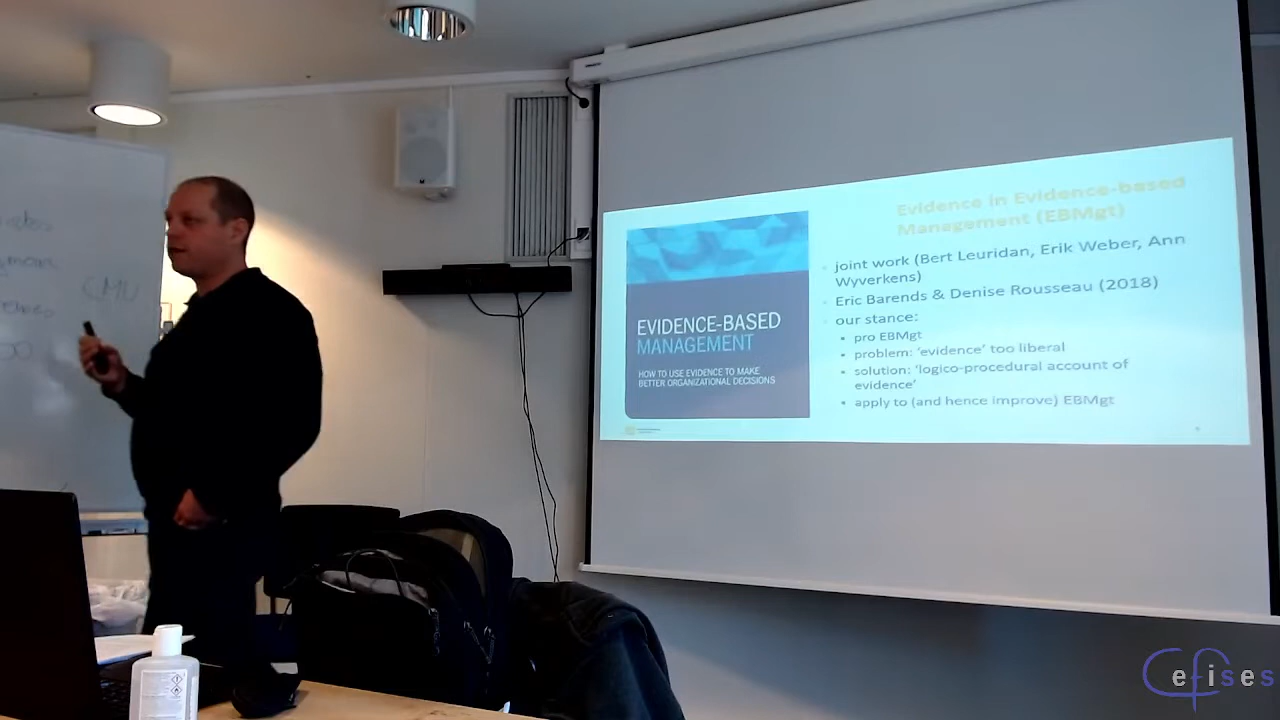 CMU
EVIDENCE-BASED
MANAGEMENT
HOW TO USE EVIDENCE TO MAKE
BETTER ORGANIZATIONAL DECISIONS
Evidence in Evidence-based
Management (EBMgt)
joint work (Bert Leuridan, Erik Weber, Ann
Wyverkens)
Eric Barends & Denise Rousseau (2018)
our stance:
pro EBMgt
problem: ‘evidence’ too liberal
solution: ‘logico-procedural account of
evidence’
apply to (and hence improve) EBMgt
Cefises